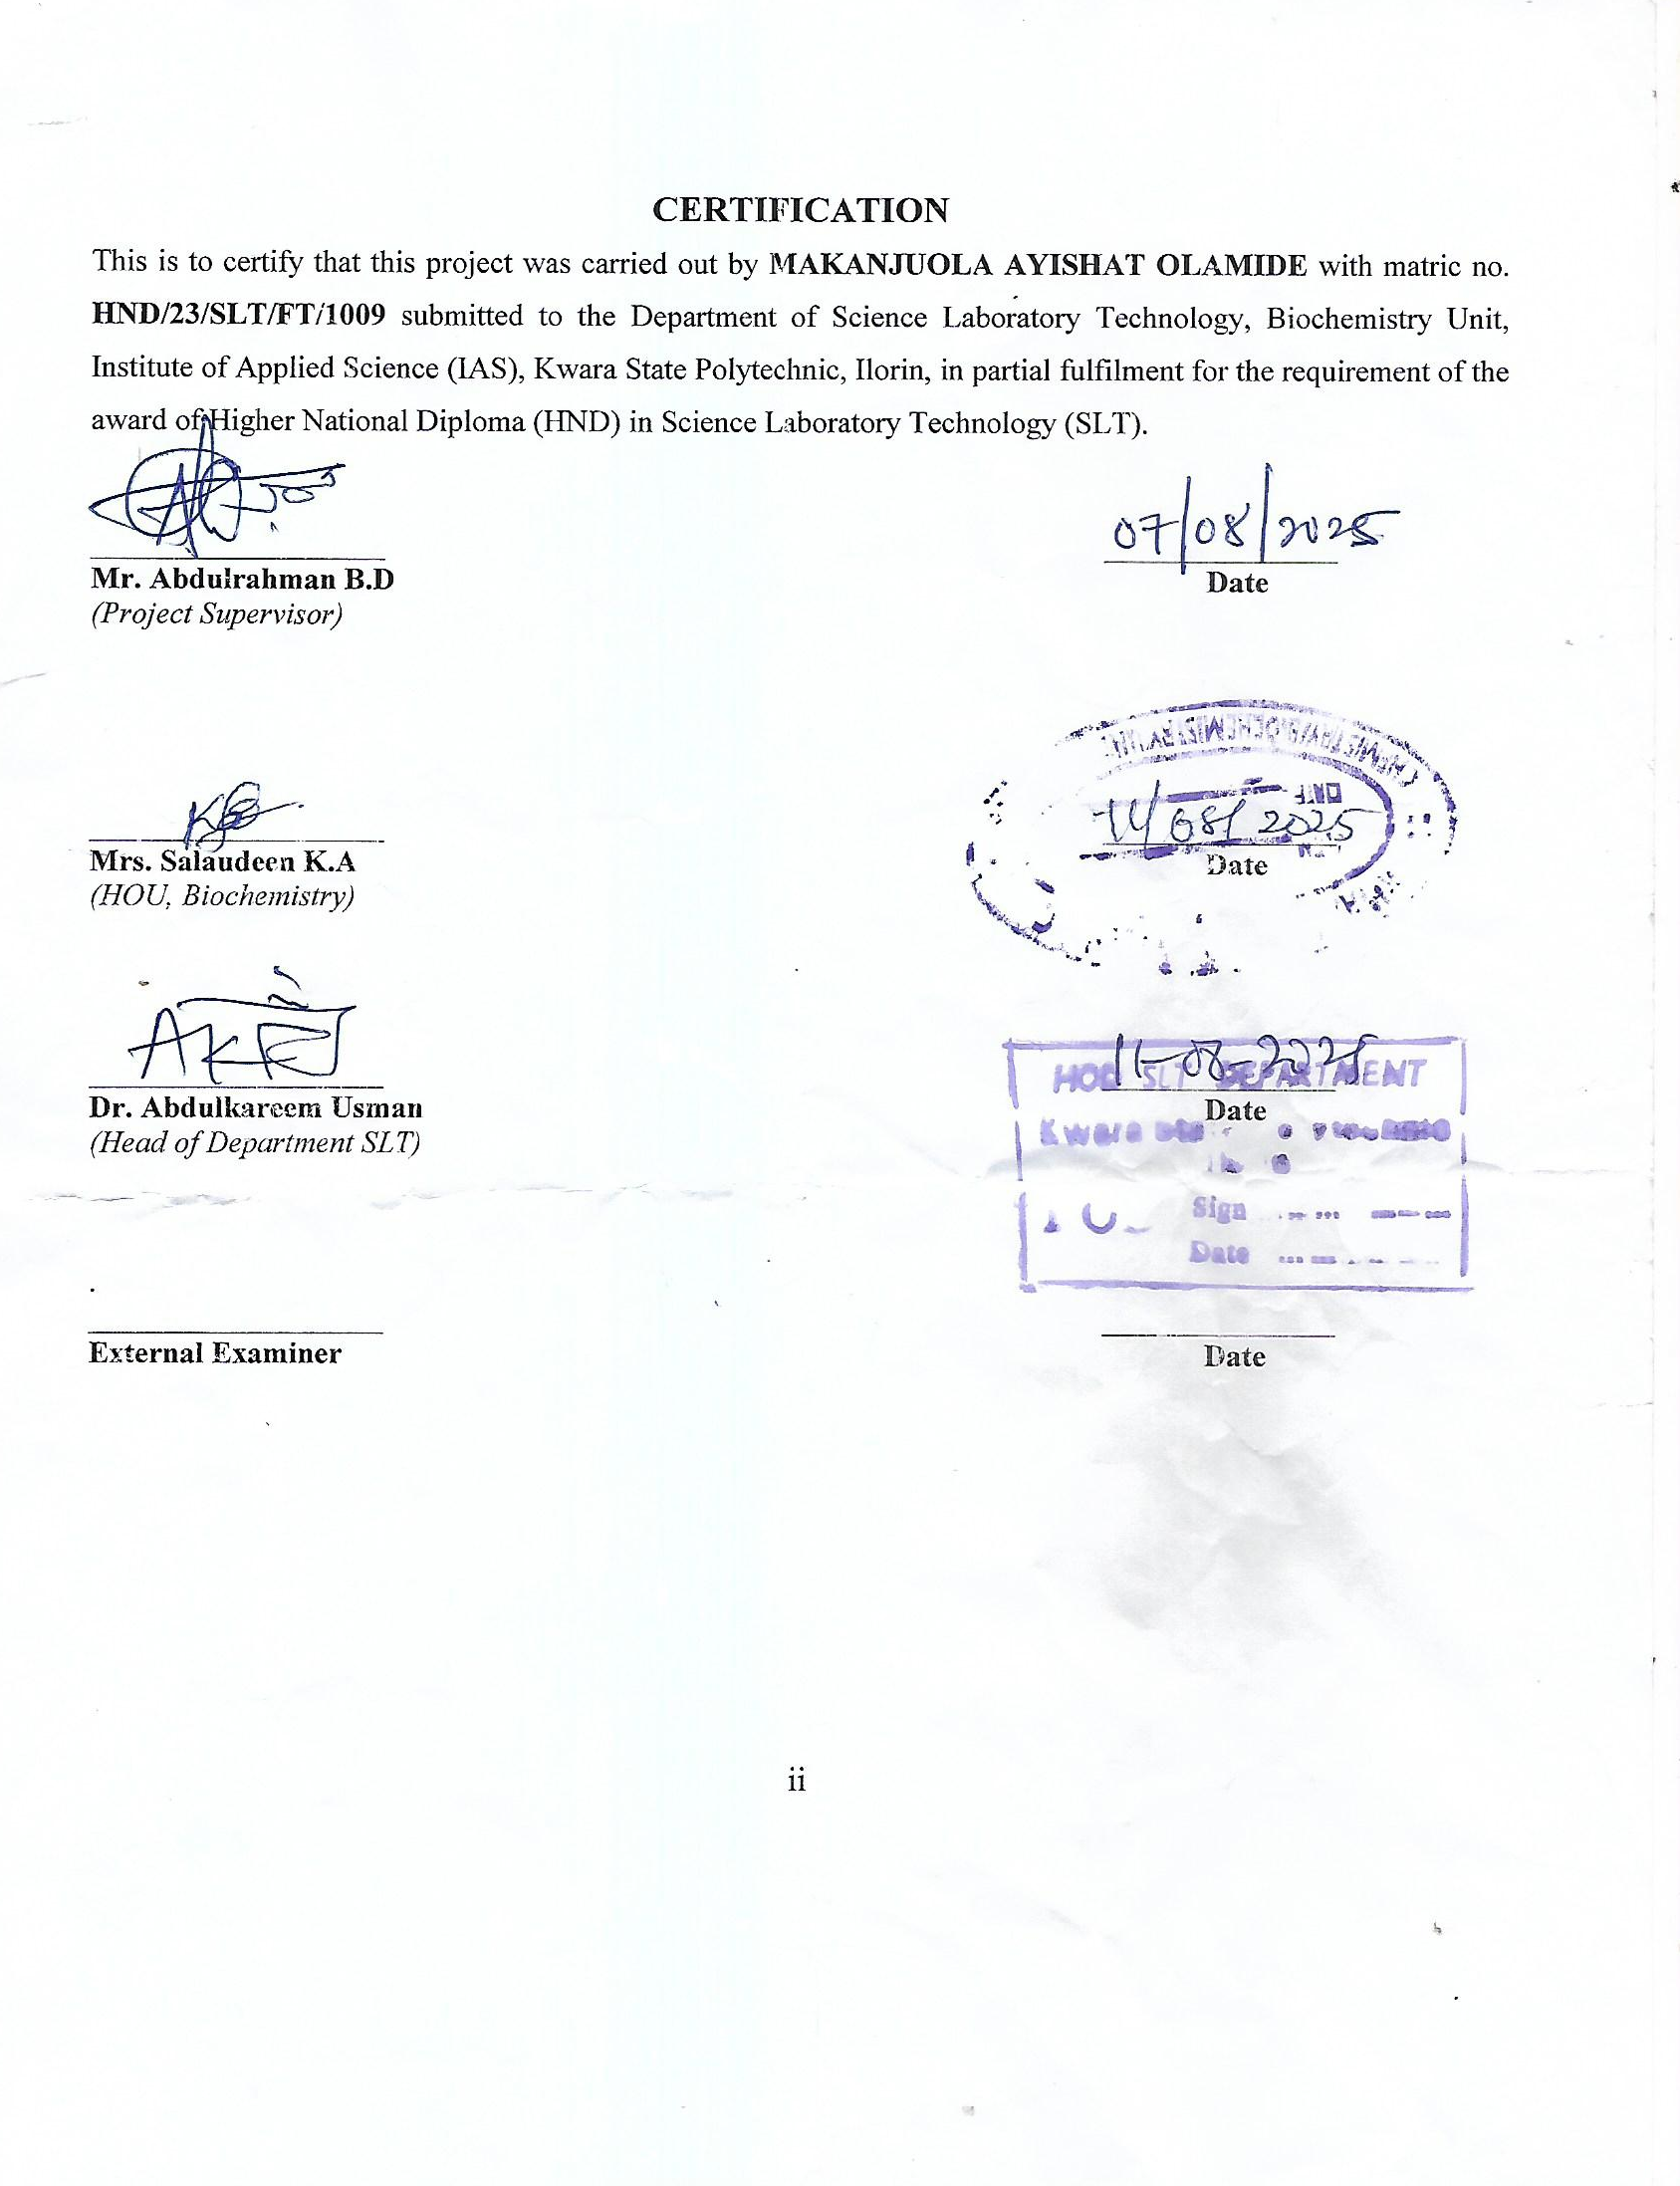 CERTIFICATION
This is to certify that this project was carried out by MAKANJUOLA AYISHAT OLAMIDE with matric no.
HND/23/SLT/FT/1009 submitted to the Department of Science Laboratory Technology, Biochemistry Unit,
Institute of Applied Science (IAS), Kwara State Polytechnic, Ilorin, in partial fulfilment for the requirement of the
award of Higher National Diploma (HND) in Science Laboratory Technology (SLT).
07/08/2025
Mr. Abdulrahman B.D
Date
(Project Supervisor)
UNIT
08/2025
Mrs. Salaudeen K.A
Date
(HOU, Biochemistry)
11-08-2025
HOD SLT DEPARTMENT
Dr. Abdulkareem Usman
Date
(Head of Department SLT)
Kwara
Sign
Date
External Examiner
Date
ii